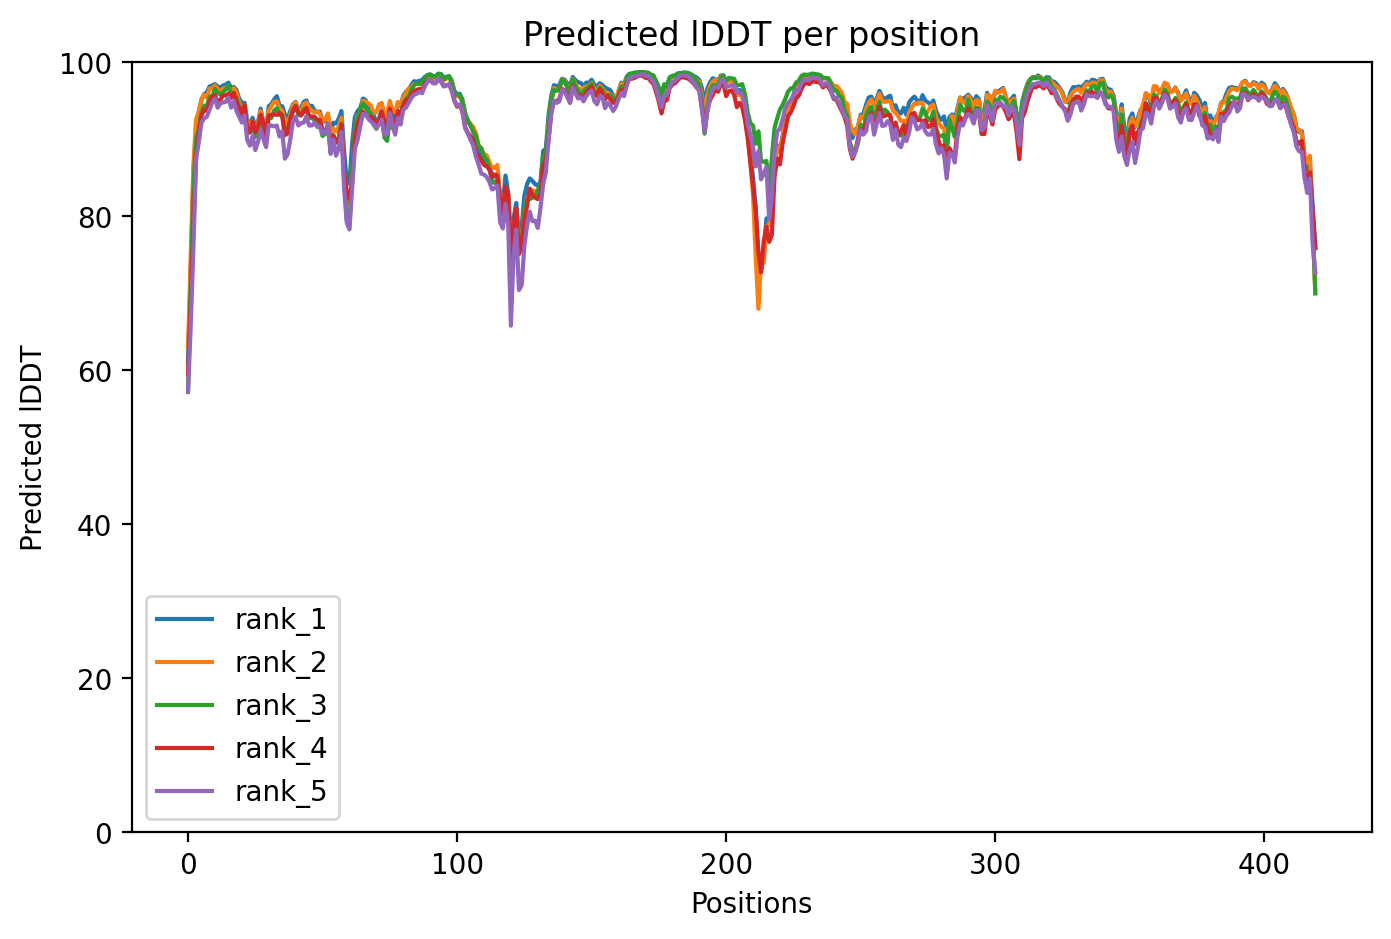 Predicted lDDT per position
100
80
60
40
20
0
Predicted lDDT
rank_1
rank_2
rank_3
rank_4
rank_5
0 100 200 300 400
Positions